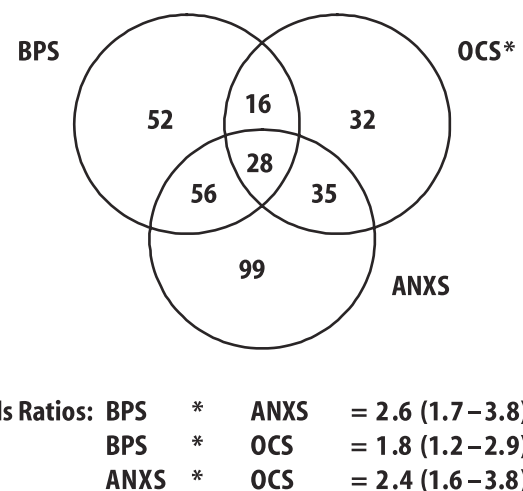 BPS OCS*
52 16 32
28
56 35
99
ANXS
ds Ratios: BPS * ANXS = 2.6 (1.7–3.8)
BPS * OCS = 1.8 (1.2–2.9)
ANXS * OCS = 2.4 (1.6–3.8)